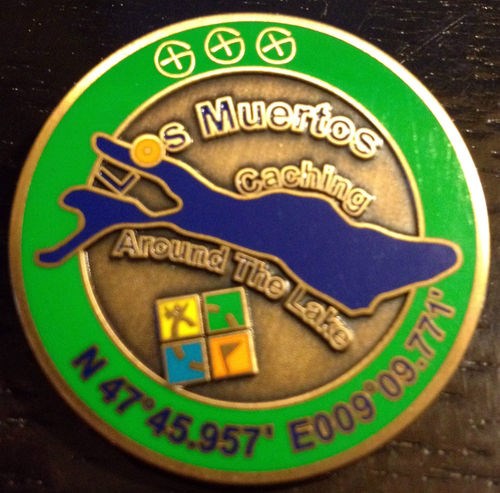 Los Muertos
Caching
Around The Lake
N 47°45.957' E009°09.771'